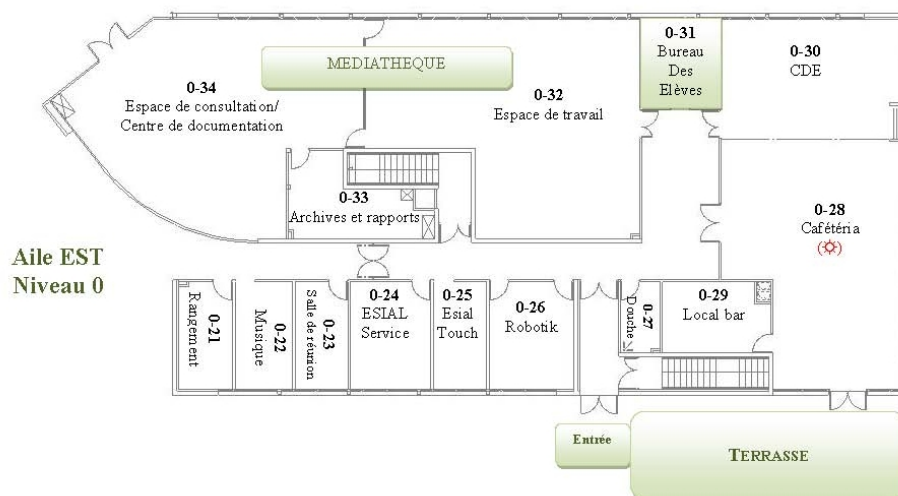 0-31
Bureau
Des
Elèves
0-30
CDE
MEDIATHEQUE
0-34
Espace de consultation/
Centre de documentation
0-32
Espace de travail
0-33
Archives et rapports
0-28
Cafétéria
Aile EST
Niveau 0
0-21
Rangement
0-22
Musique
0-23
Salle de réunion
0-24
ESIAL
Service
0-25
Esial
Touch
0-26
Robotik
0-27
Douche
0-29
Local bar
Entrée
TERRASSE